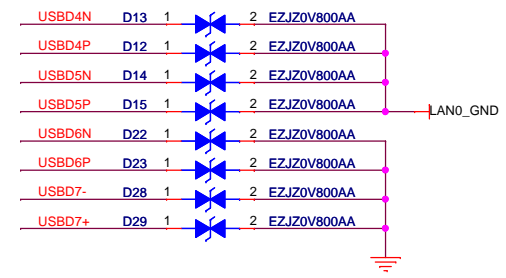 USBD4N D13 1 2 EZJZ0V800AA
USBD4P D12 1 2 EZJZ0V800AA
USBD5N D14 1 2 EZJZ0V800AA
USBD5P D15 1 2 EZJZ0V800AA
LAN0_GND
USBD6N D22 1 2 EZJZ0V800AA
USBD6P D23 1 2 EZJZ0V800AA
USBD7- D28 1 2 EZJZ0V800AA
USBD7+ D29 1 2 EZJZ0V800AA